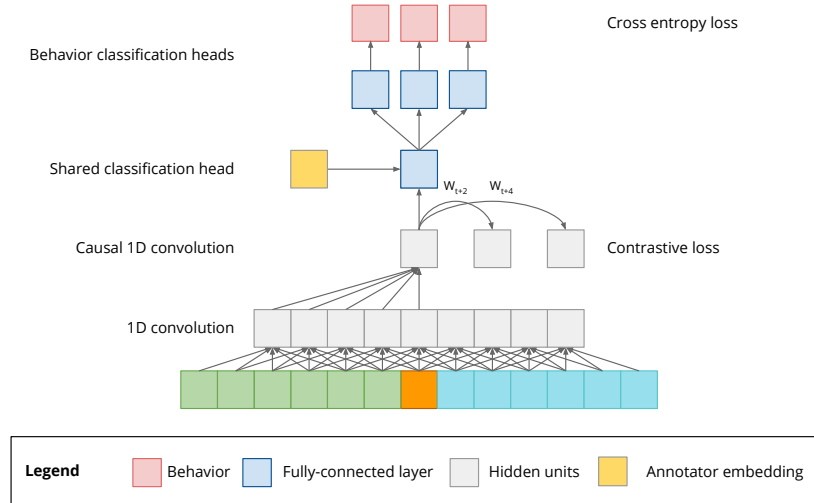 Cross entropy loss
Behavior classification heads
Shared classification head
W t+2
W t+4
Causal 1D convolution
Contrastive loss
1D convolution
Legend
Behavior
Fully-connected layer
Hidden units
Annotator embedding